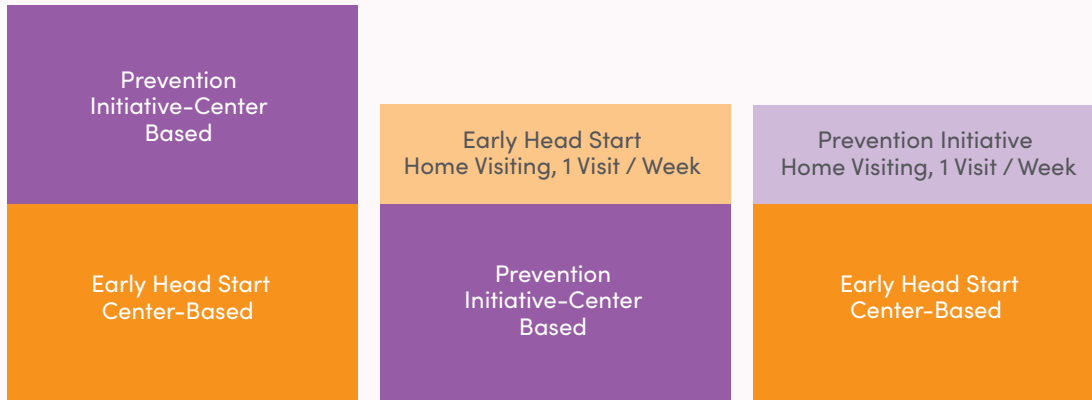 Prevention
Initiative-Center
Based
Early Head Start
Center-Based
Early Head Start
Home Visiting, 1 Visit / Week
Prevention
Initiative-Center
Based
Prevention Initiative
Home Visiting, 1 Visit / Week
Early Head Start
Center-Based